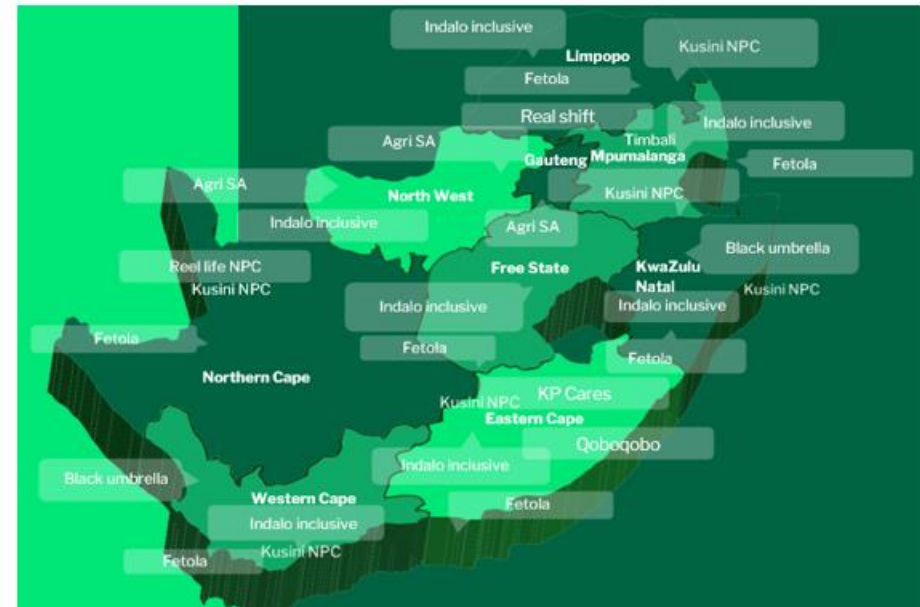 Indalo inclusive
Limpopo
Kusini NPC
Fetola
Real shift
Indalo inclusive
Agri SA
Timbali
Gauteng
Mpumalanga
Fetola
Agri SA
North West
Kusini NPC
Indalo inclusive
Agri SA
Black umbrella
Reel life NPC
Free State
KwaZulu
Natal
Kusini NPC
Kusini NPC
Indalo inclusive
Indalo inclusive
Fetola
Fetola
Fetola
Northern Cape
Kusini NPC
KP Cares
Eastern Cape
Qoboqobo
Indalo inclusive
Black umbrella
Western Cape
Fetola
Indalo inclusive
Kusini NPC
Fetola